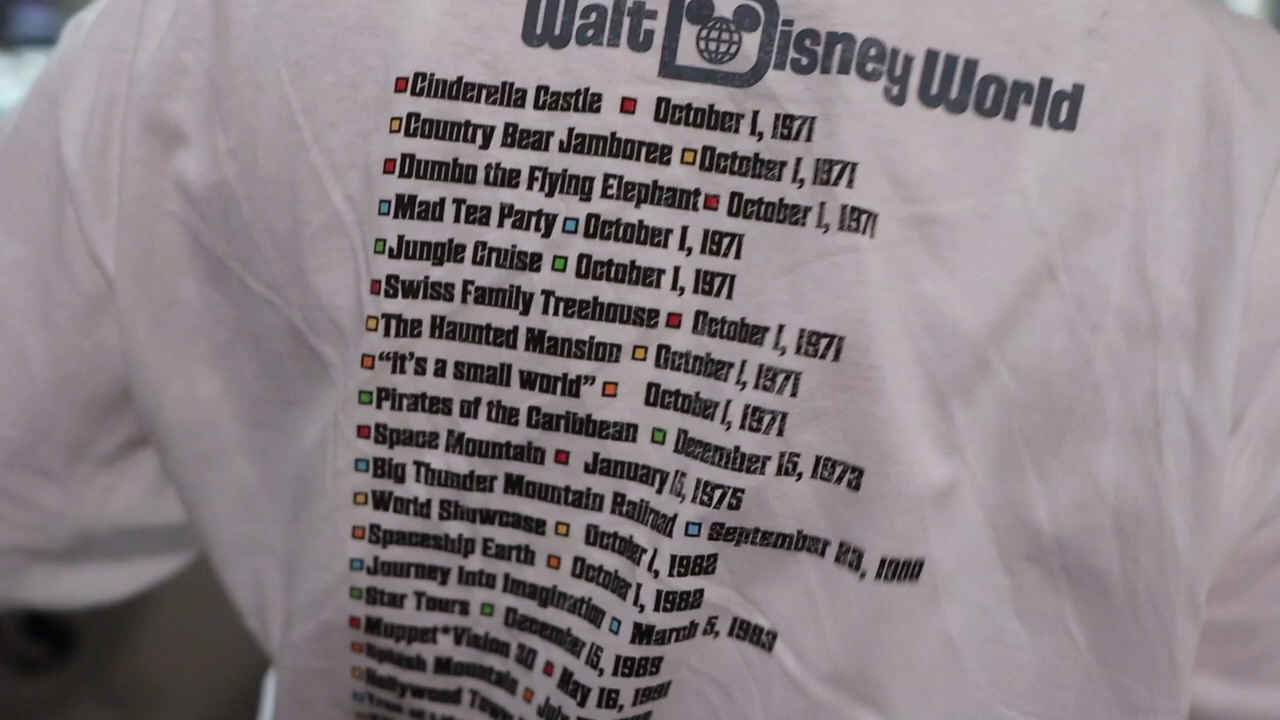 Walt Disney World
Cinderella Castle October 1, 1971
Country Bear Jamboree October 1, 1971
Dumbo the Flying Elephant October 1, 1971
Mad Tea Party October 1, 1971
Jungle Cruise October 1, 1971
Swiss Family Treehouse October 1, 1971
The Haunted Mansion October 1, 1971
“it’s a small world” October 1, 1971
Pirates of the Caribbean December 15, 1973
Space Mountain January 15, 1975
Big Thunder Mountain Railroad September 23, 1980
World Showcase October 1, 1982
Spaceship Earth October 1, 1982
Journey Into Imagination March 5, 1983
Star Tours December 15, 1989
Muppet*Vision 3D May 16, 1991
Splash Mountain July
Hollywood Tower